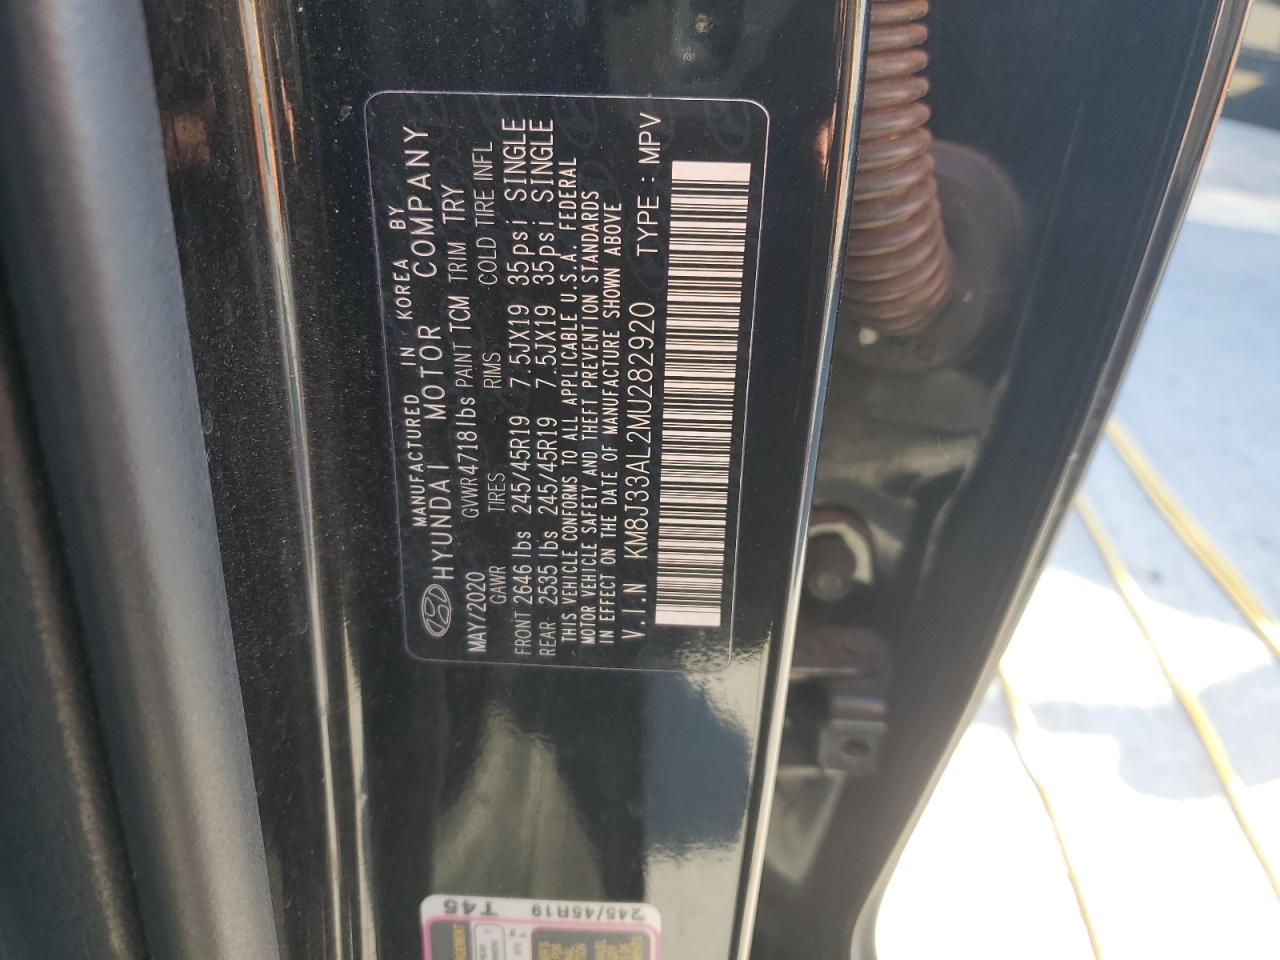 MANUFACTURED IN KOREA BY
HYUNDAI MOTOR COMPANY
MAY/2020 GVWR 4718lbs PAINT TCM TRIM TRY
GAWR TIRES RIMS COLD TIRE INFL
FRONT 2646 lbs 245/45R19 7.5JX19 35psi SINGLE
REAR 2535 lbs 245/45R19 7.5JX19 35psi SINGLE
THIS VEHICLE CONFORMS TO ALL APPLICABLE U.S.A. FEDERAL
MOTOR VEHICLE SAFETY AND THEFT PREVENTION STANDARDS
IN EFFECT ON THE DATE OF MANUFACTURE SHOWN ABOVE
V.I.N KM8J33AL2MU282920 TYPE : MPV
T45
245/45R19